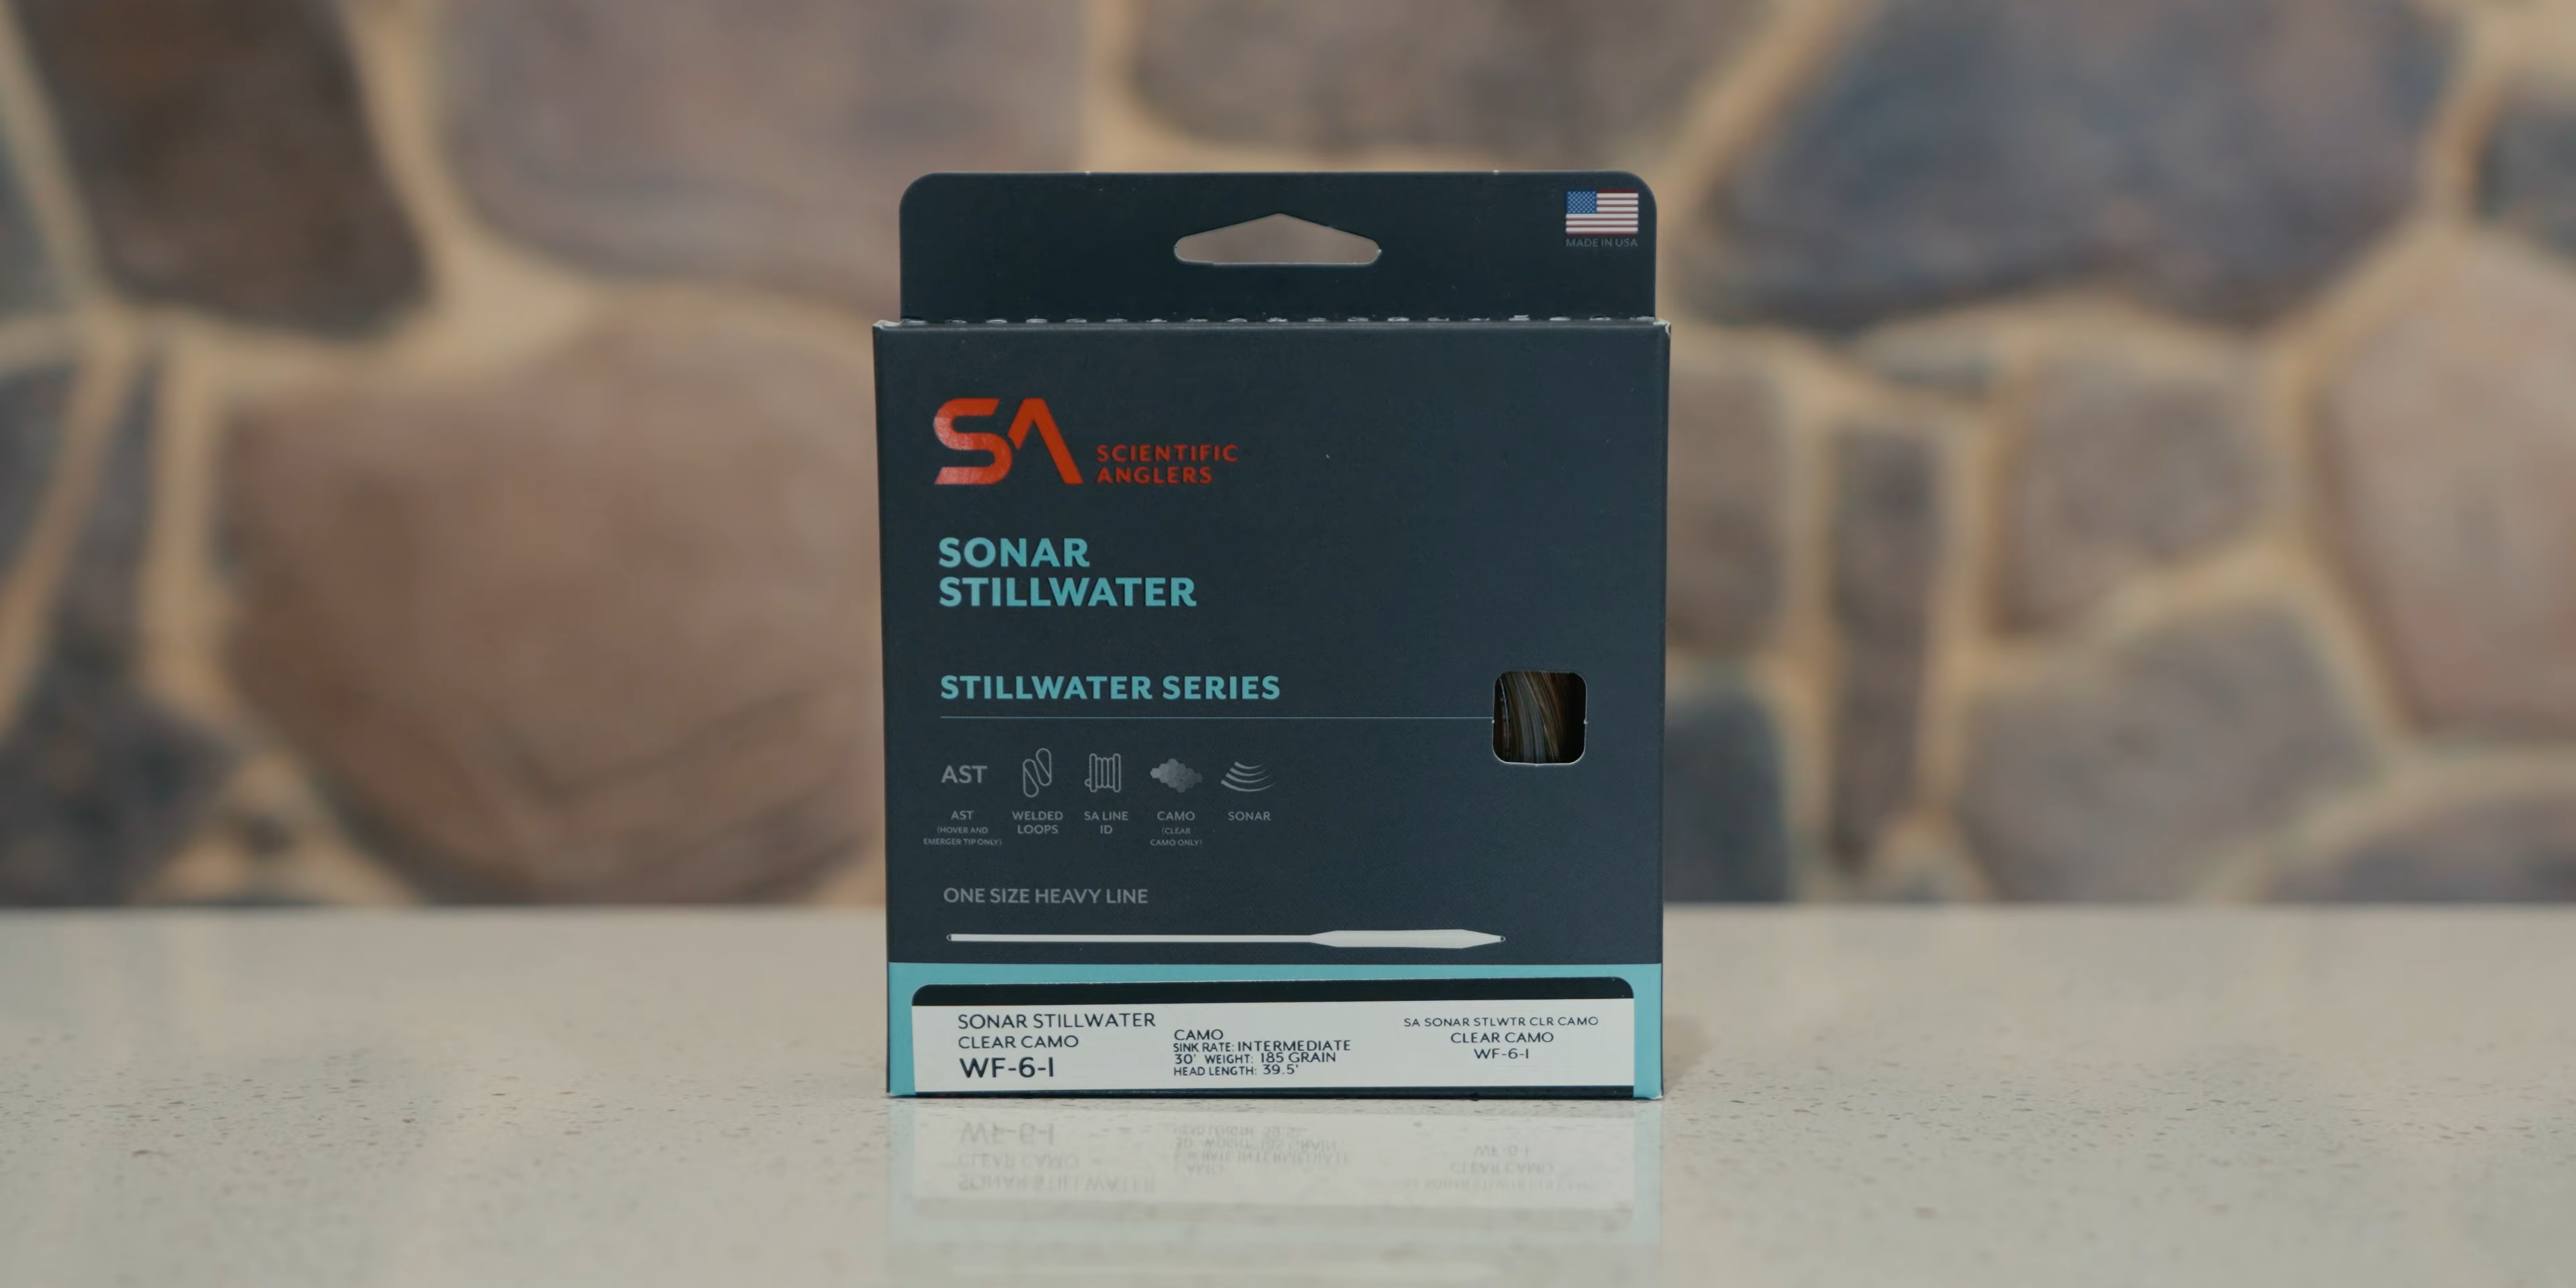 MADE IN USA
SA
SCIENTIFIC
ANGLERS
SONAR
STILLWATER
STILLWATER SERIES
AST
AST
(HOVER AND
EMERGER TIP ONLY)
WELDED
LOOPS
SA LINE
ID
CAMO
(CLEAR
CAMO ONLY)
SONAR
ONE SIZE HEAVY LINE
SONAR STILLWATER
CLEAR CAMO
WF-6-I
CAMO
SINK RATE: INTERMEDIATE
30' WEIGHT: 185 GRAIN
HEAD LENGTH: 39.5'
SA SONAR STLWTR CLR CAMO
CLEAR CAMO
WF-6-I